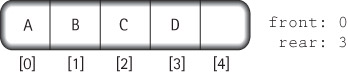 A B C D front: 0
rear: 3
[0] [1] [2] [3] [4]